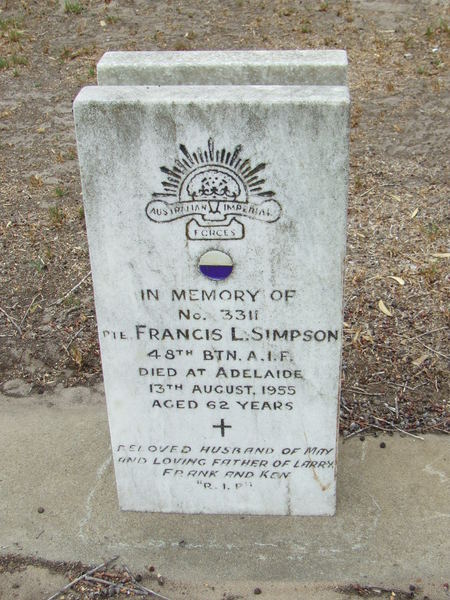 AUSTRALIAN IMPERIAL
FORCES
IN MEMORY OF
No. 3311
PTE. FRANCIS L. SIMPSON
48TH BTN. A.I.F.
DIED AT ADELAIDE
13TH AUGUST, 1955
AGED 62 YEARS
BELOVED HUSBAND OF MAY
AND LOVING FATHER OF LARRY,
FRANK AND KEN
"R.I.P"